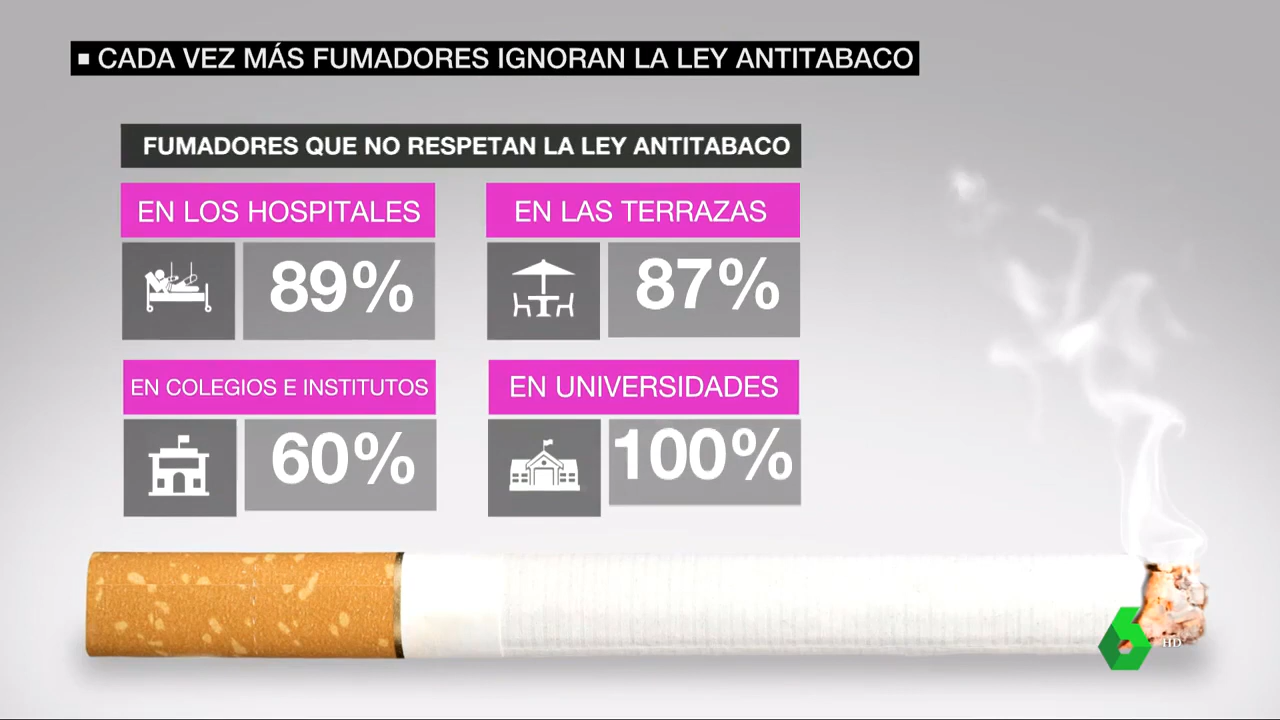 CADA VEZ MÁS FUMADORES IGNORAN LA LEY ANTITABACO
FUMADORES QUE NO RESPETAN LA LEY ANTITABACO
EN LOS HOSPITALES
89%
EN LAS TERRAZAS
87%
EN COLEGIOS E INSTITUTOS
60%
EN UNIVERSIDADES
100%
6
HD